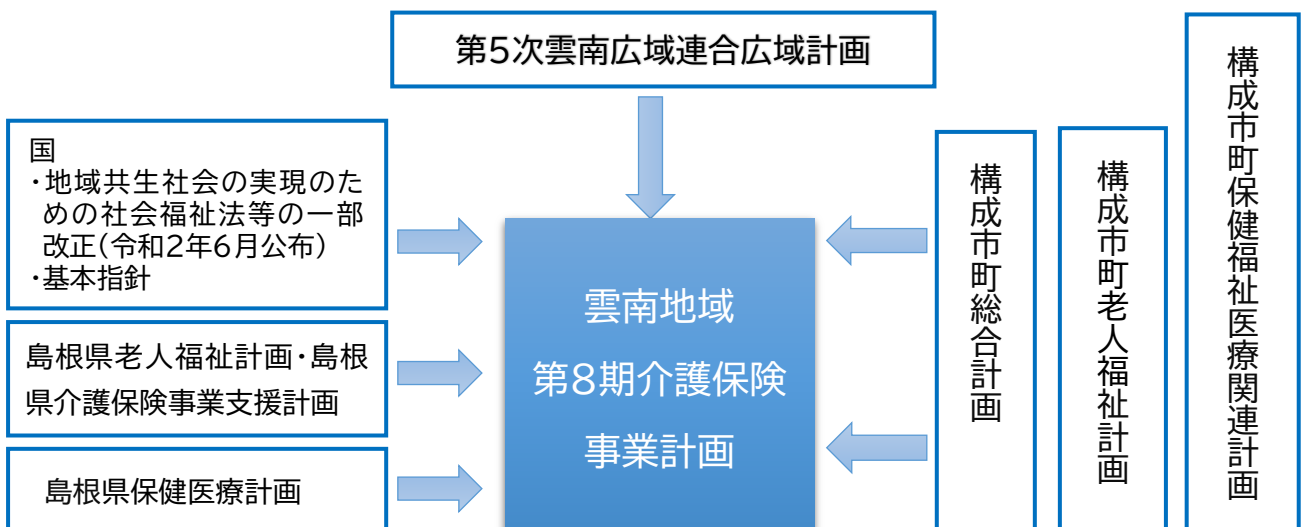 第5次雲南広域連合広域計画
国
・地域共生社会の実現のた
めの社会福祉法等の一部
改正(令和2年6月公布)
・基本指針
島根県老人福祉計画・島根
県介護保険事業支援計画
島根県保健医療計画
雲南地域
第8期介護保険
事業計画
構成市町総合計画
構成市町老人福祉計画
構成市町保健福祉医療関連計画